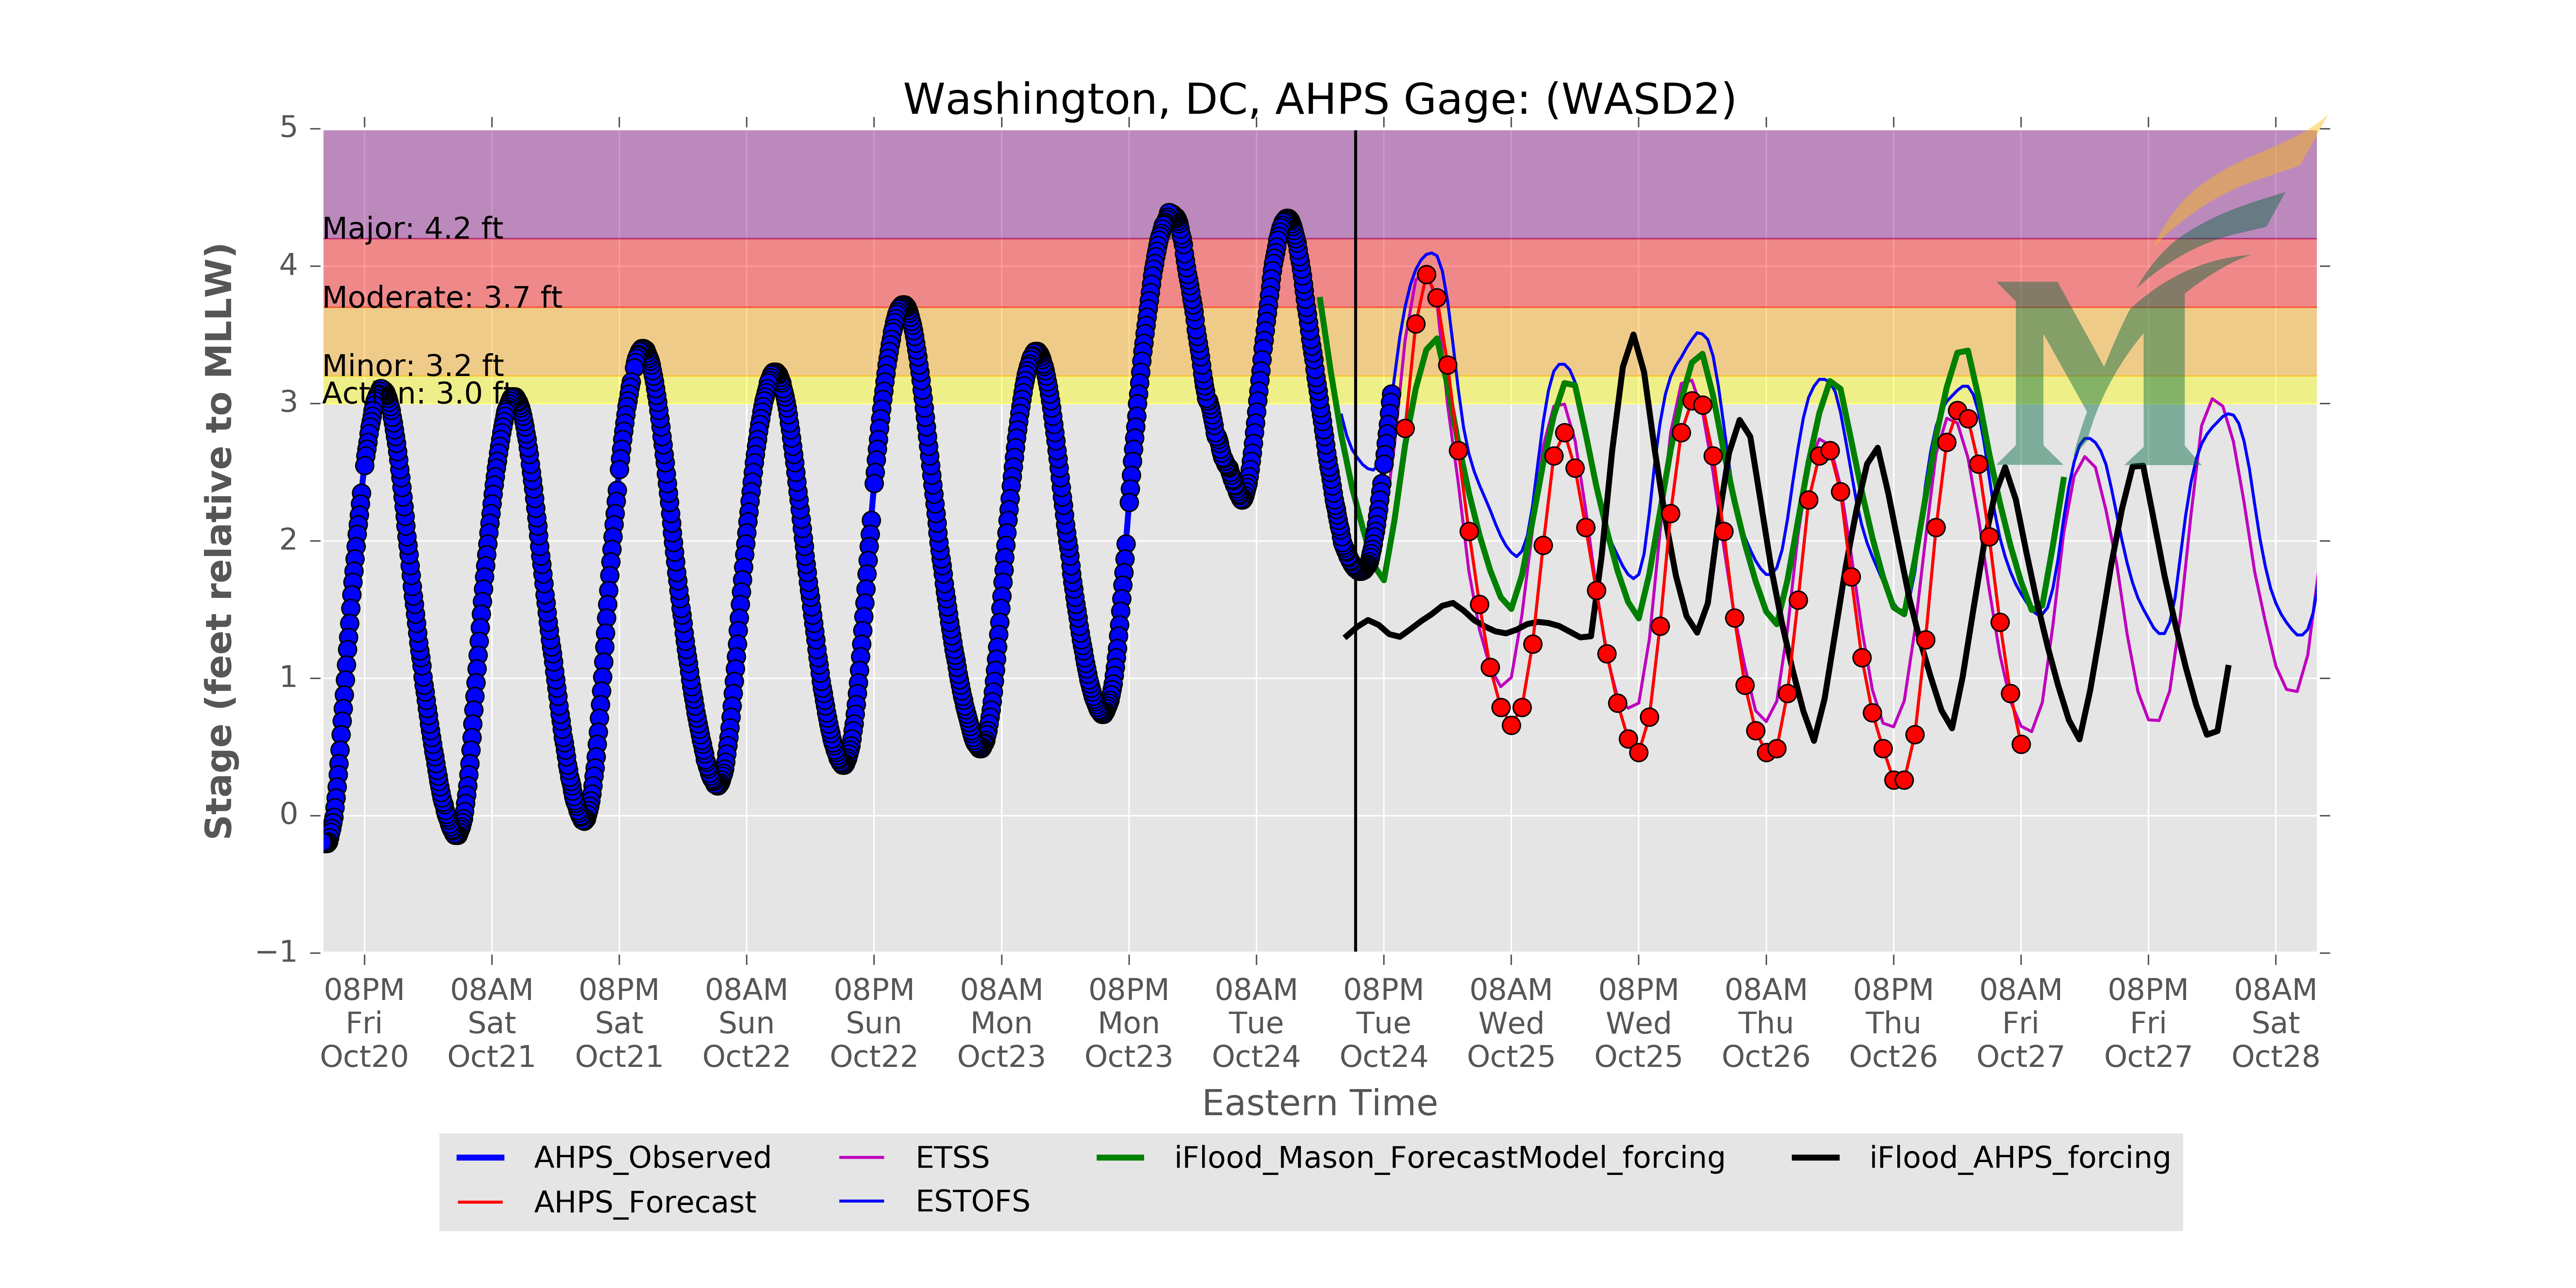 Washington, DC, AHPS Gage: (WASD2)
5
4
3
2
1
0
−1
Stage (feet relative to MLLW)
Major: 4.2 ft
Moderate: 3.7 ft
Minor: 3.2 ft
Action: 3.0 ft
M
08PM 08AM 08PM 08AM 08PM 08AM 08PM 08AM 08PM 08AM 08PM 08AM 08PM 08AM 08PM 08AM
Fri Sat Sat Sun Sun Mon Mon Tue Tue Wed Wed Thu Thu Fri Fri Sat
Oct20 Oct21 Oct21 Oct22 Oct22 Oct23 Oct23 Oct24 Oct24 Oct25 Oct25 Oct26 Oct26 Oct27 Oct27 Oct28
Eastern Time
AHPS_Observed ETSS iFlood_Mason_ForecastModel_forcing iFlood_AHPS_forcing
AHPS_Forecast ESTOFS